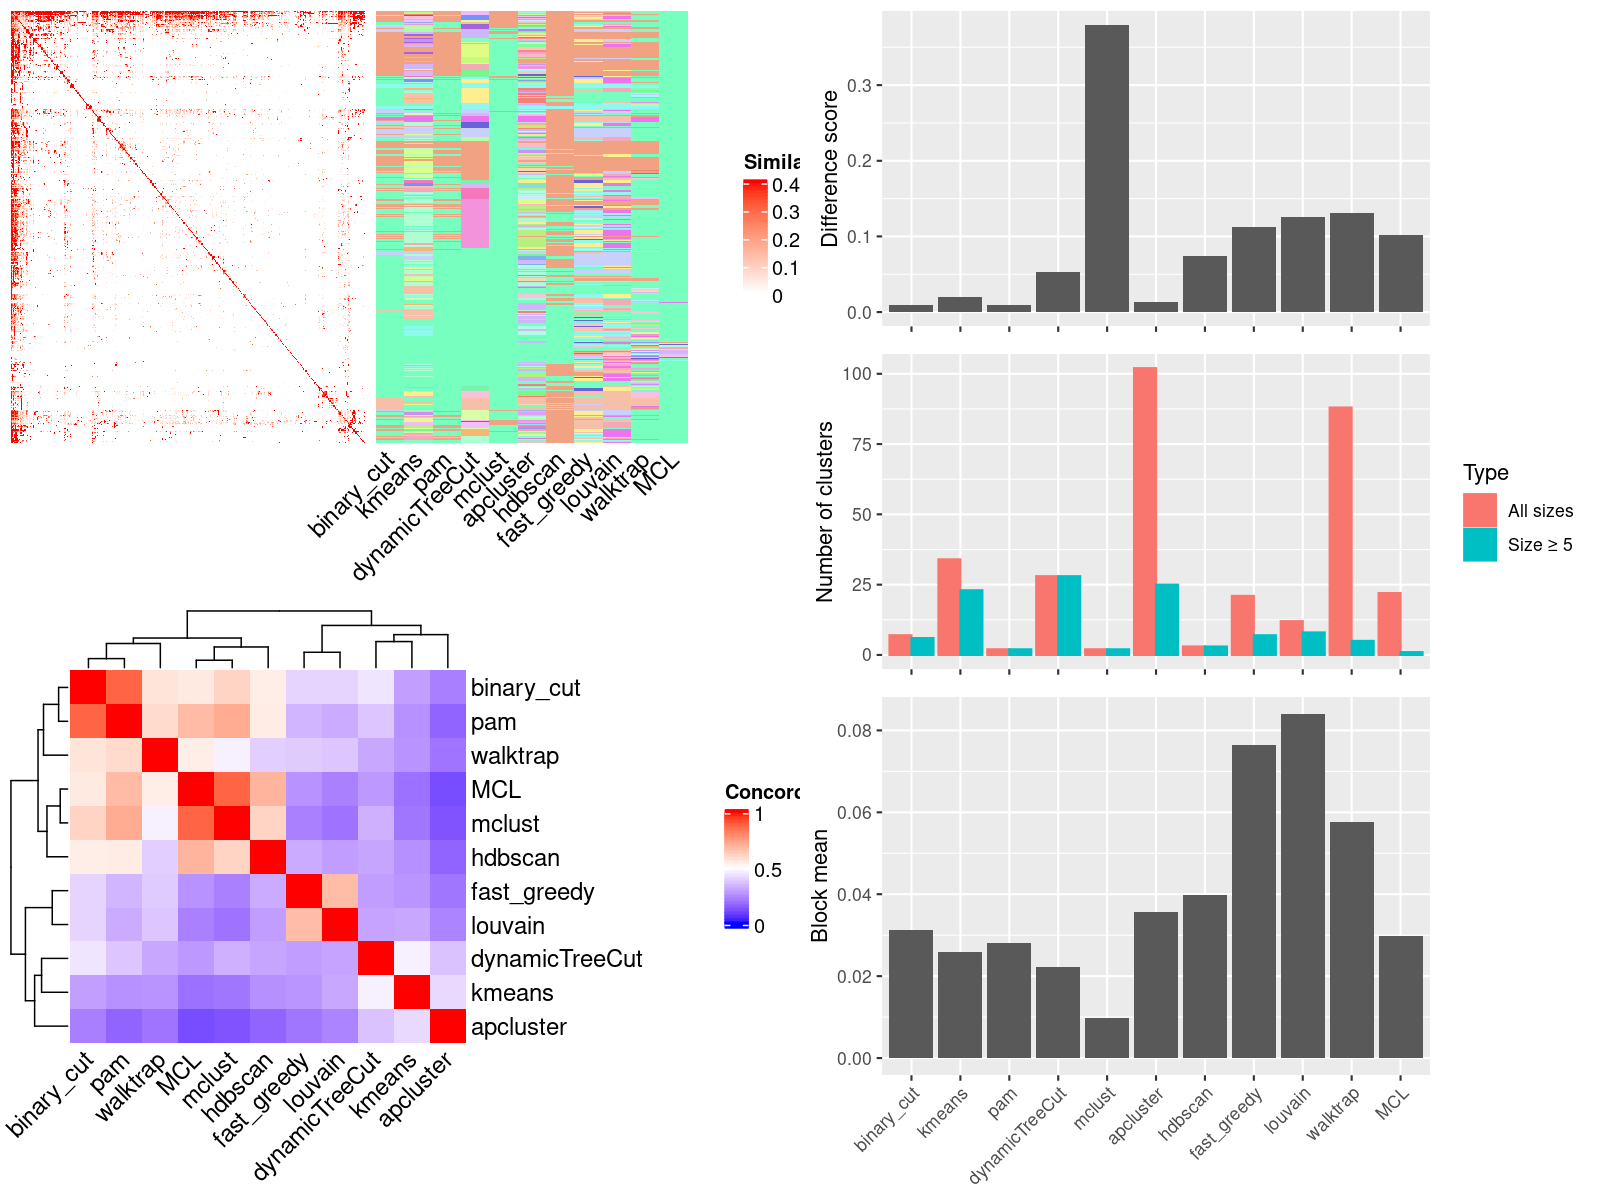 Simila
0.4
0.3
0.2
0.1
0
binary_cut
kmeans
pam
dynamicTreeCut
mclust
apcluster
hdbscan
fast_greedy
louvain
walktrap
MCL
binary_cut
pam
walktrap
MCL
mclust
hdbscan
fast_greedy
louvain
dynamicTreeCut
kmeans
apcluster
Concord
1
0.5
0
binary_cut
pam
walktrap
MCL
mclust
hdbscan
fast_greedy
louvain
dynamicTreeCut
kmeans
apcluster
Difference score
0.3
0.2
0.1
0.0
Number of clusters
100
75
50
25
0
Type
All sizes
Size ≥ 5
Block mean
0.08
0.06
0.04
0.02
0.00
binary_cut
kmeans
pam
dynamicTreeCut
mclust
apcluster
hdbscan
fast_greedy
louvain
walktrap
MCL